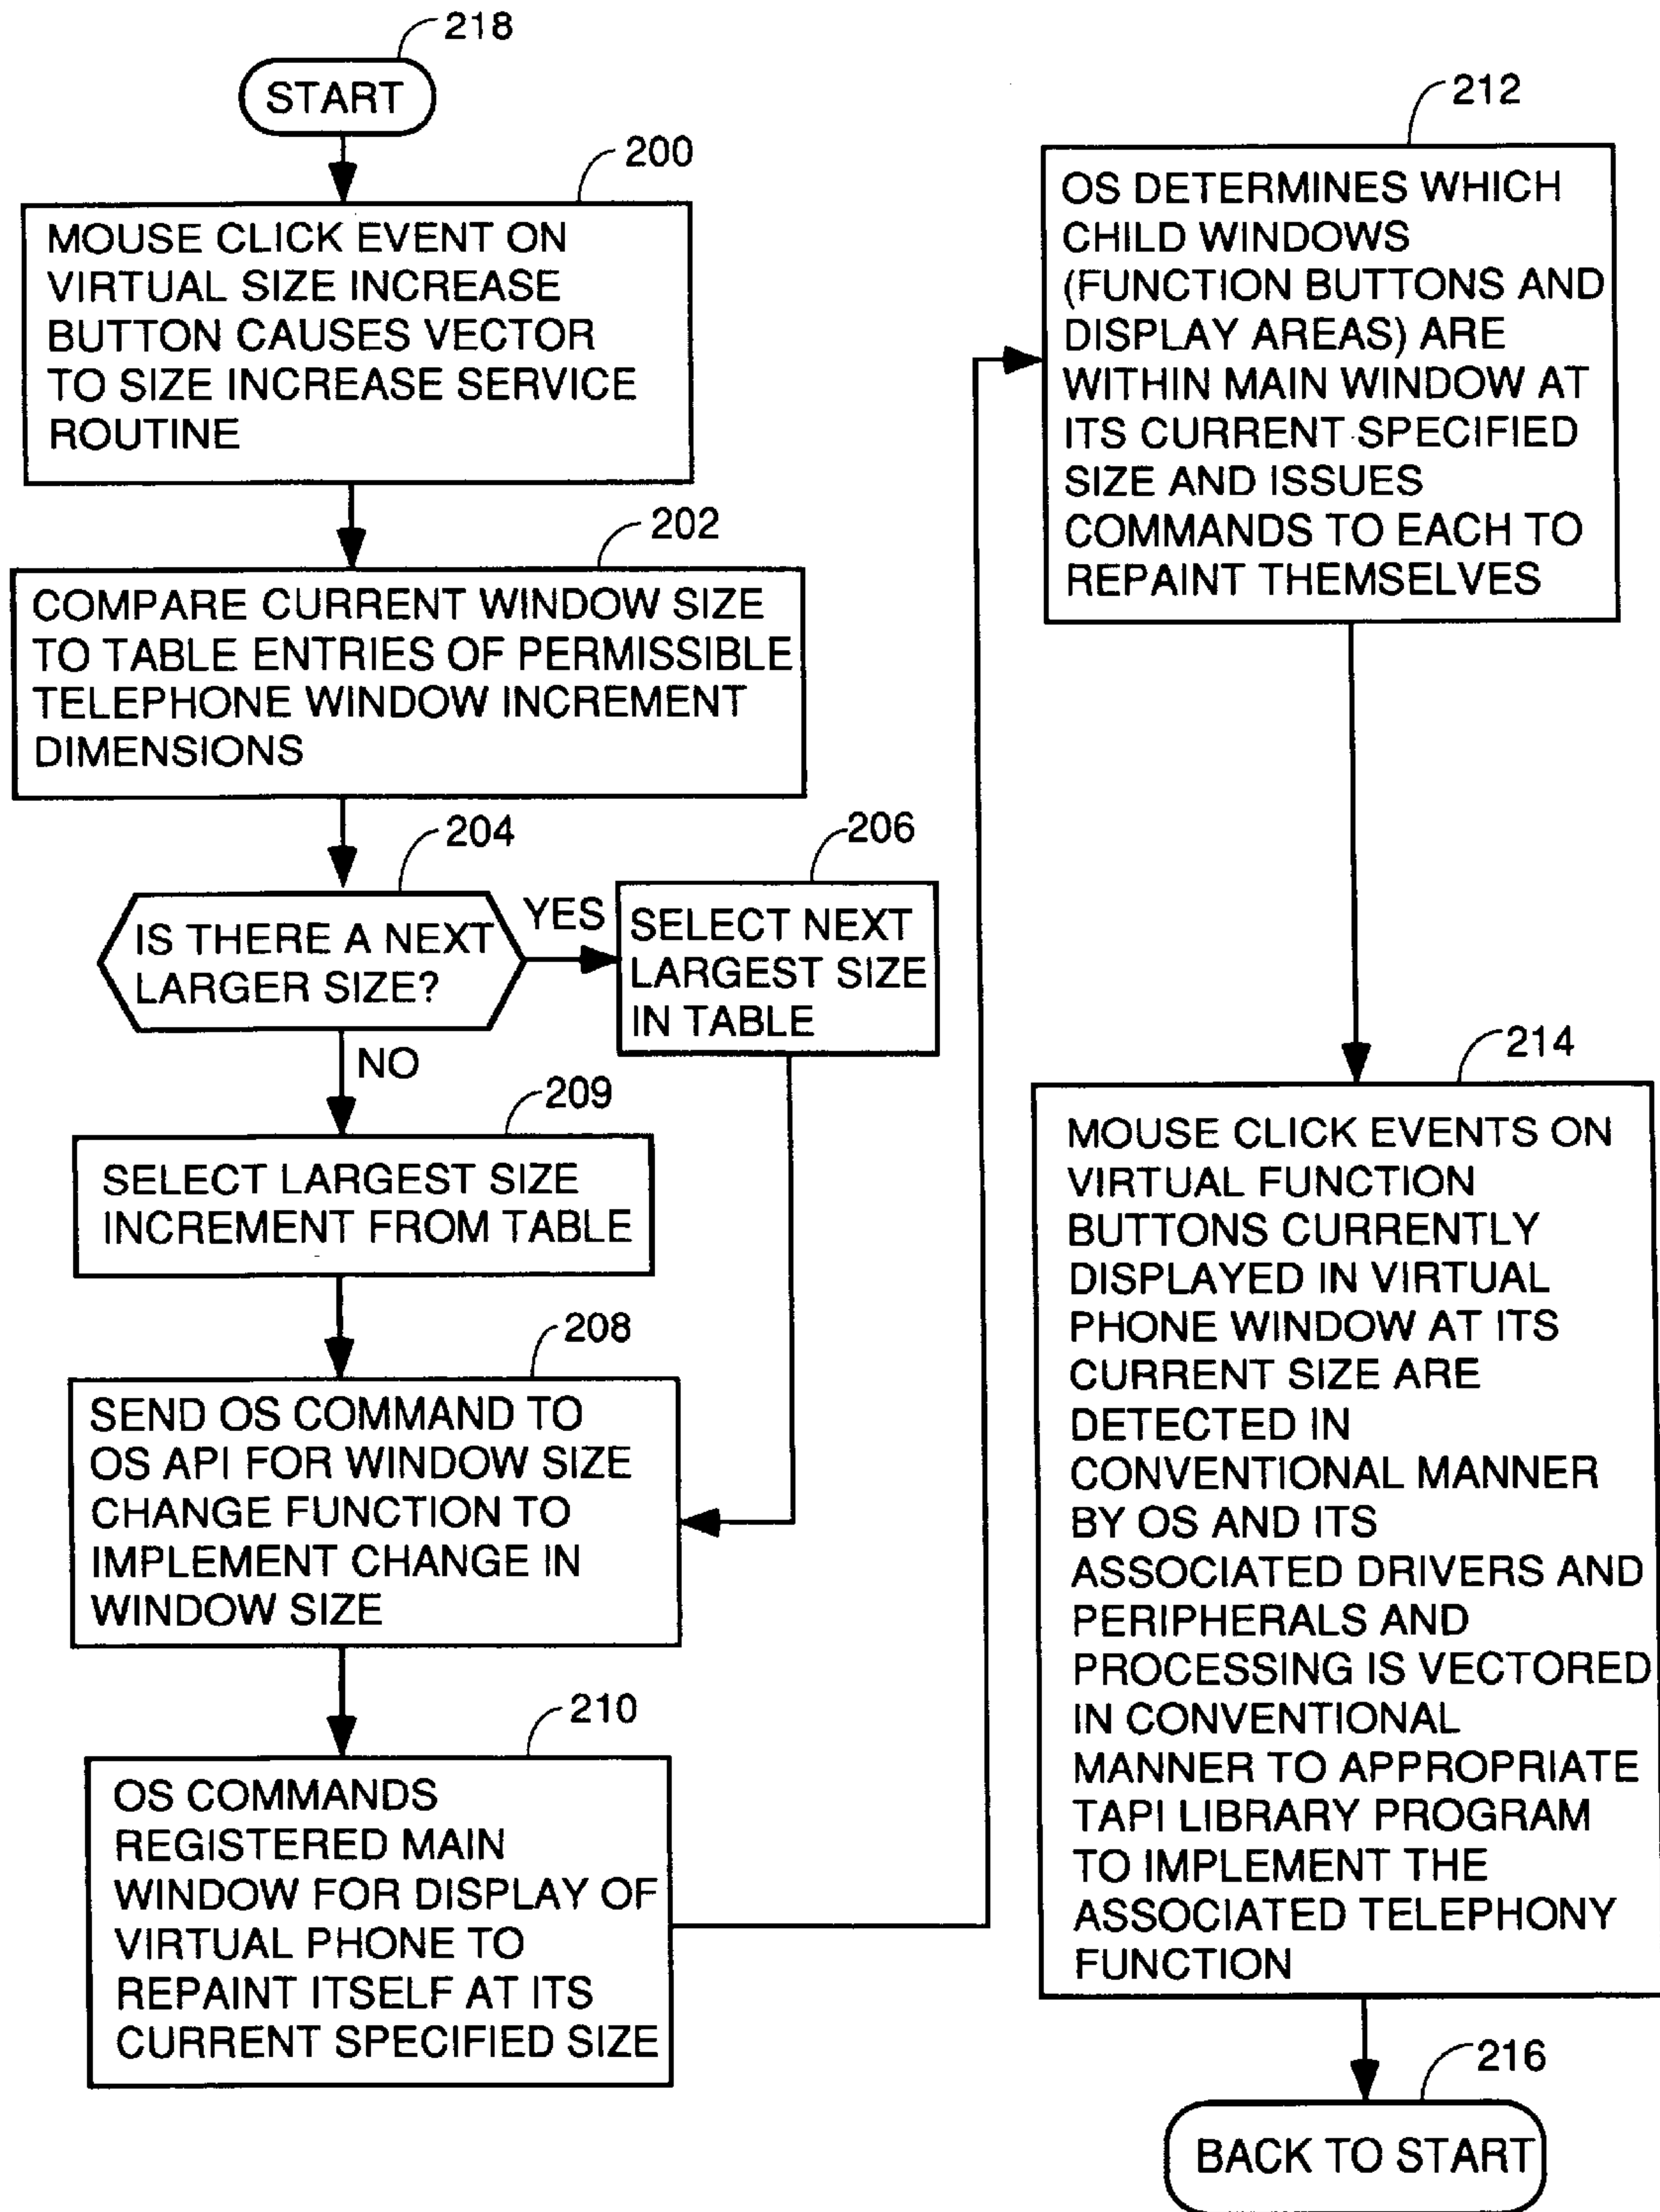 218
START
200
MOUSE CLICK EVENT ON
VIRTUAL SIZE INCREASE
BUTTON CAUSES VECTOR
TO SIZE INCREASE SERVICE
ROUTINE
202
COMPARE CURRENT WINDOW SIZE
TO TABLE ENTRIES OF PERMISSIBLE
TELEPHONE WINDOW INCREMENT
DIMENSIONS
204
IS THERE A NEXT
LARGER SIZE?
YES
206
SELECT NEXT
LARGEST SIZE
IN TABLE
NO
209
SELECT LARGEST SIZE
INCREMENT FROM TABLE
208
SEND OS COMMAND TO
OS API FOR WINDOW SIZE
CHANGE FUNCTION TO
IMPLEMENT CHANGE IN
WINDOW SIZE
210
OS COMMANDS
REGISTERED MAIN
WINDOW FOR DISPLAY OF
VIRTUAL PHONE TO
REPAINT ITSELF AT ITS
CURRENT SPECIFIED SIZE
212
OS DETERMINES WHICH
CHILD WINDOWS
(FUNCTION BUTTONS AND
DISPLAY AREAS) ARE
WITHIN MAIN WINDOW AT
ITS CURRENT SPECIFIED
SIZE AND ISSUES
COMMANDS TO EACH TO
REPAINT THEMSELVES
214
MOUSE CLICK EVENTS ON
VIRTUAL FUNCTION
BUTTONS CURRENTLY
DISPLAYED IN VIRTUAL
PHONE WINDOW AT ITS
CURRENT SIZE ARE
DETECTED IN
CONVENTIONAL MANNER
BY OS AND ITS
ASSOCIATED DRIVERS AND
PERIPHERALS AND
PROCESSING IS VECTORED
IN CONVENTIONAL
MANNER TO APPROPRIATE
TAPI LIBRARY PROGRAM
TO IMPLEMENT THE
ASSOCIATED TELEPHONY
FUNCTION
216
BACK TO START